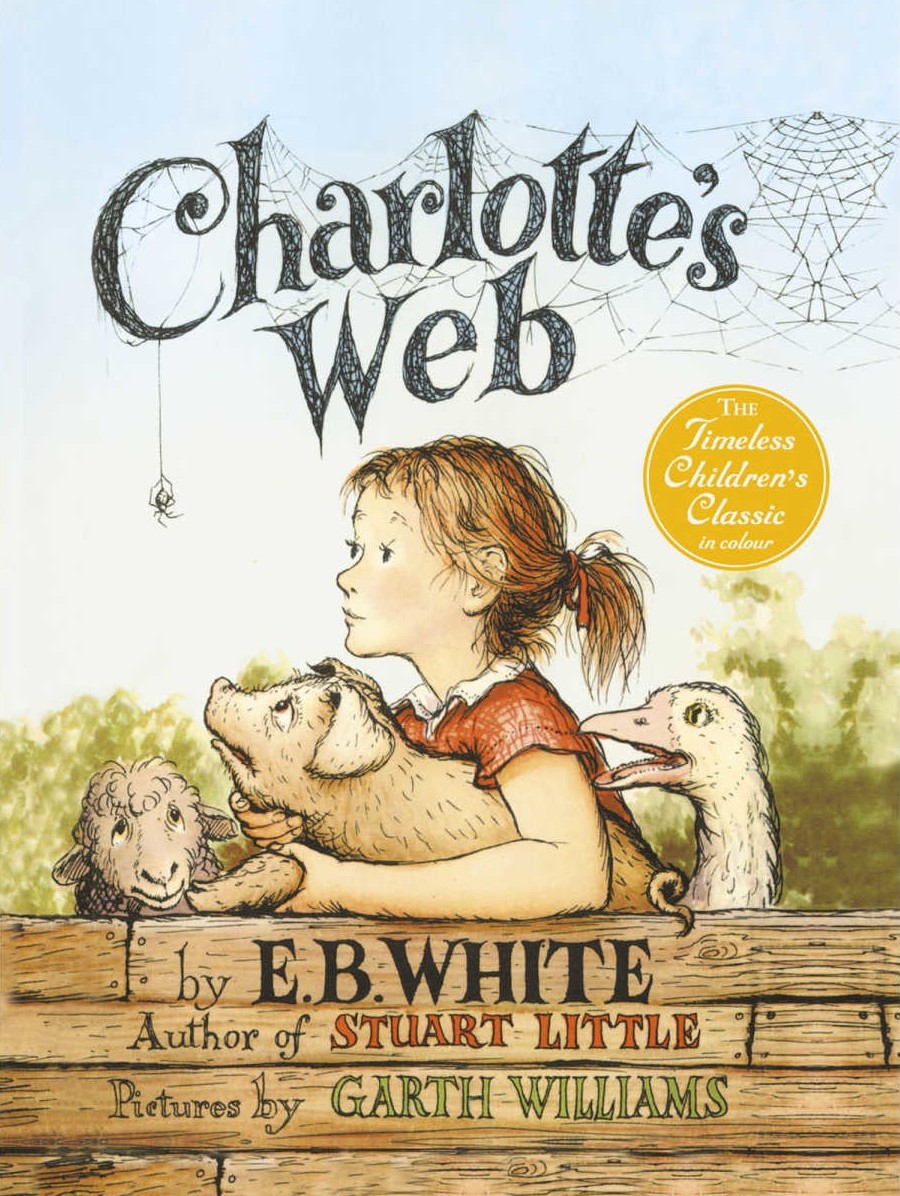 Charlotte's
Web
THE
Timeless
Children's
Classic
in colour
by E.B. WHITE
Author of STUART LITTLE
Pictures by GARTH WILLIAMS